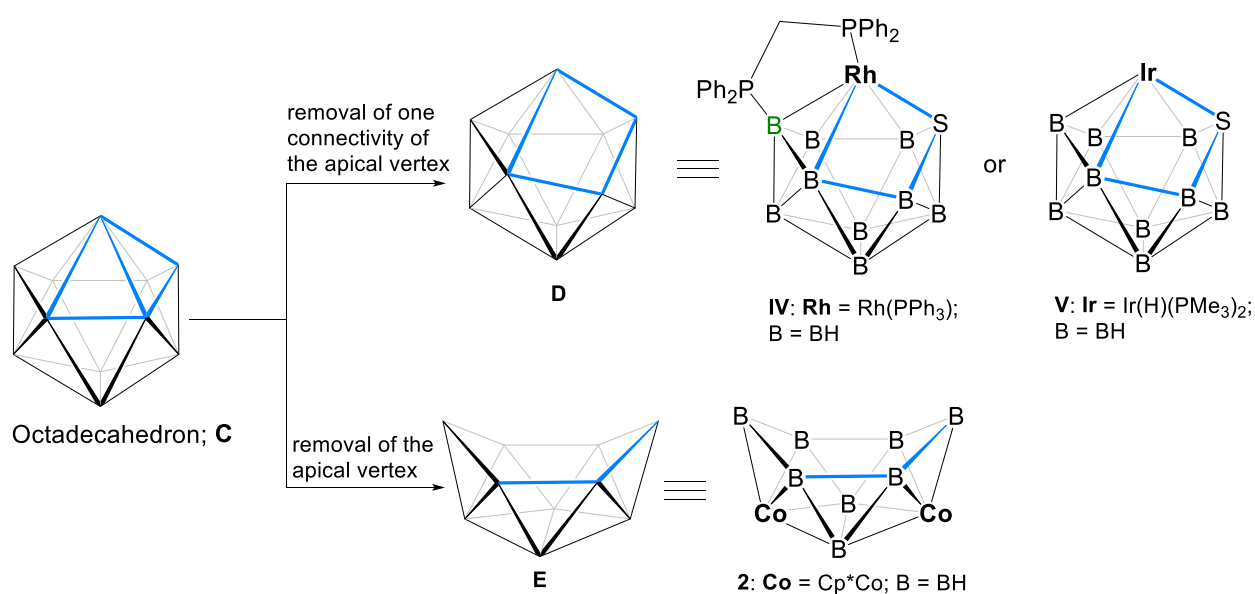 removal of one
connectivity of
the apical vertex
D
PPh2
Ph2P
Rh
B
B
B
S
B
B
B
B
B
B
IV: Rh = Rh(PPh3);
B = BH
or
Ir
B
B
B
S
B
B
B
B
B
B
V: Ir = Ir(H)(PMe3)2;
B = BH
Octadecahedron; C
removal of the
apical vertex
E
B
B
B
B
B
B
B
Co
Co
B
2: Co = Cp*Co; B = BH